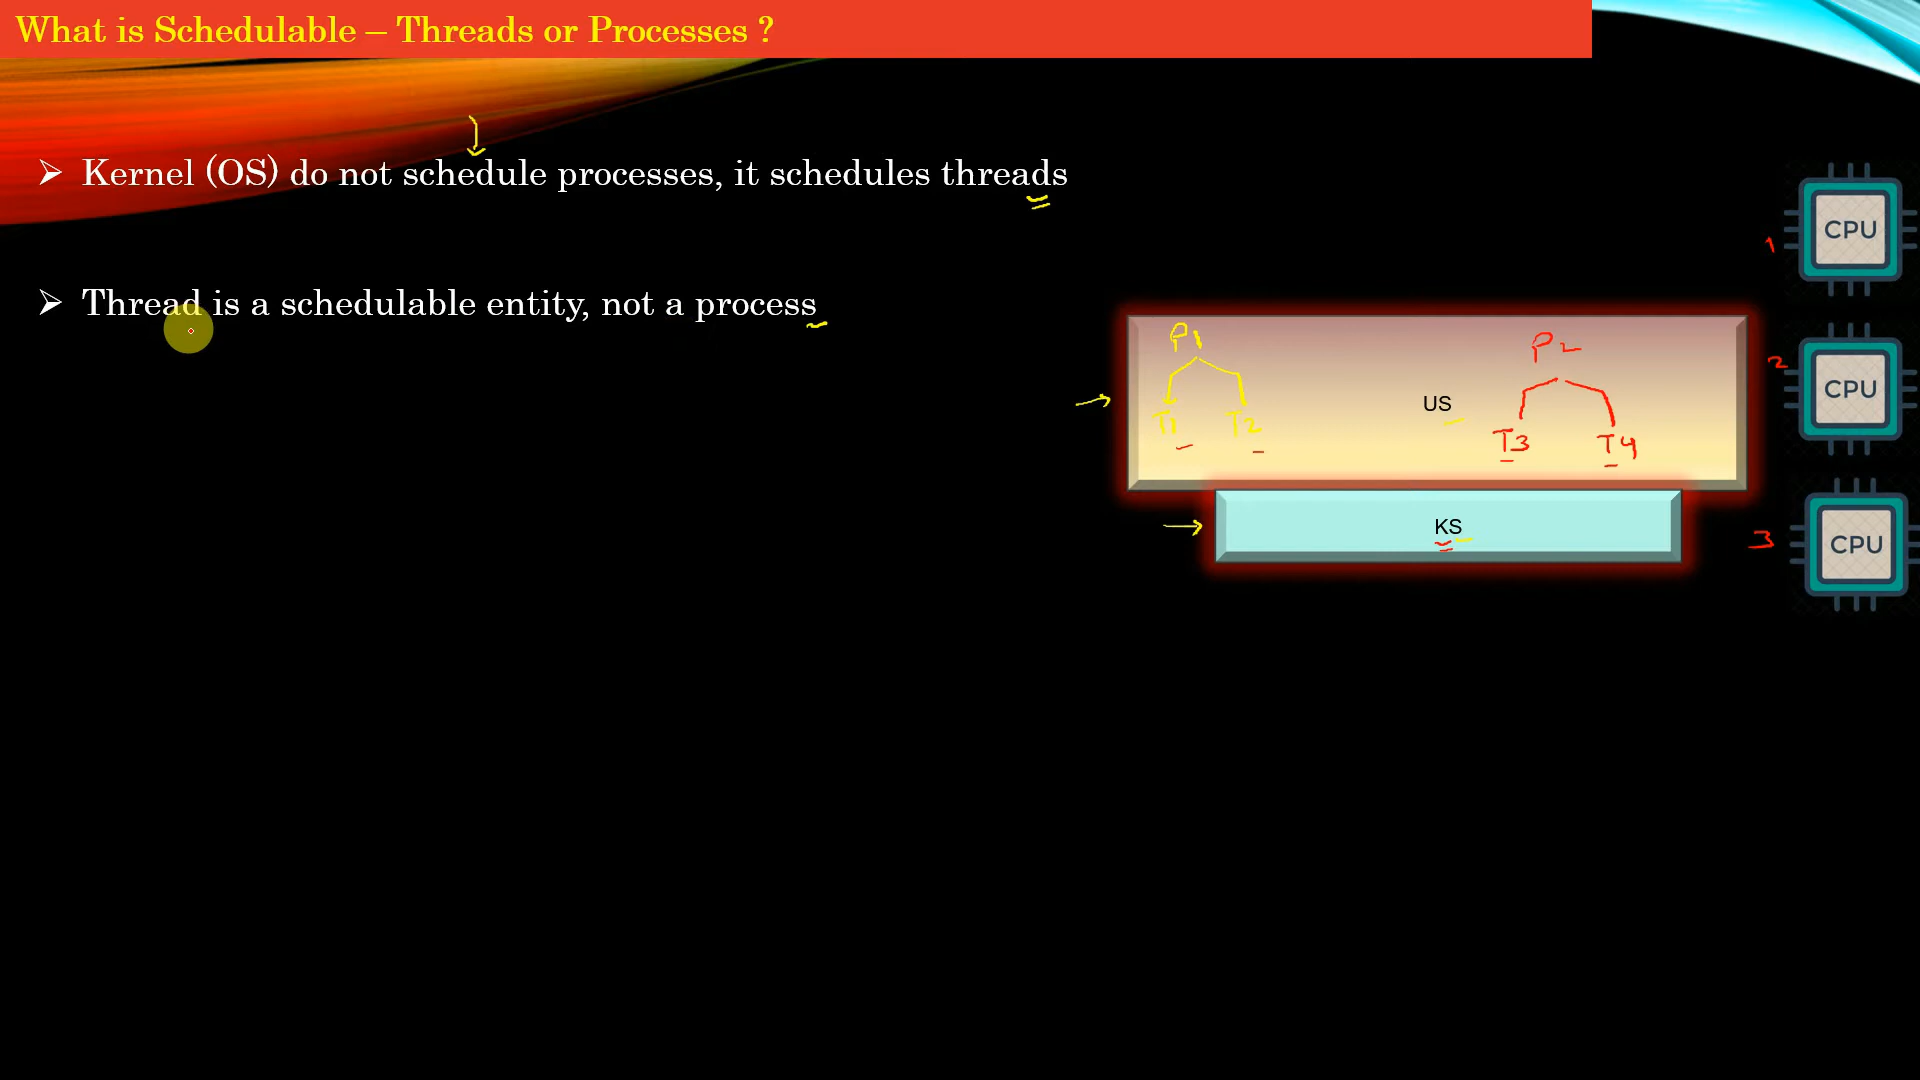 What is Schedulable – Threads or Processes ?
Kernel (OS) do not schedule processes, it schedules threads
Thread is a schedulable entity, not a process
P1
T1 T2
US
P2
T3 T4
KS
1
CPU
2
CPU
3
CPU